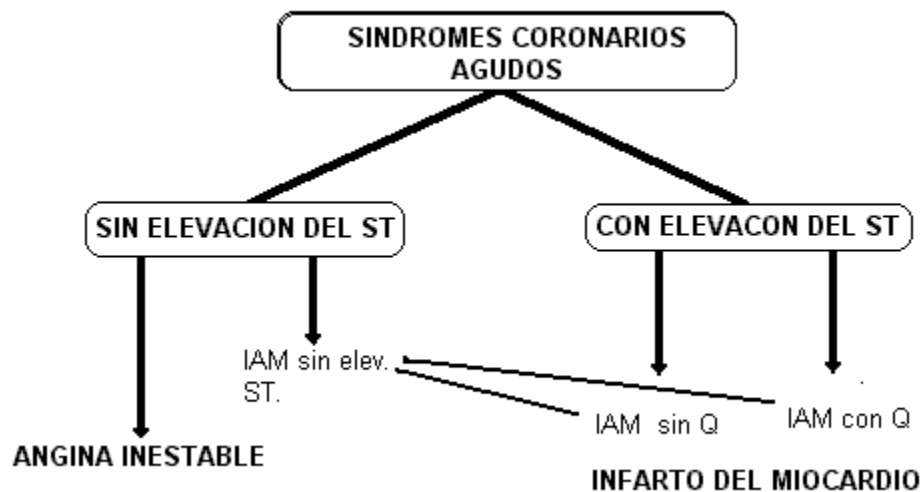 SINDROMES CORONARIOS
AGUDOS
SIN ELEVACION DEL ST
CON ELEVACON DEL ST
IAM sin elev.
ST.
IAM sin Q
IAM con Q
ANGINA INESTABLE
INFARTO DEL MIOCARDIO